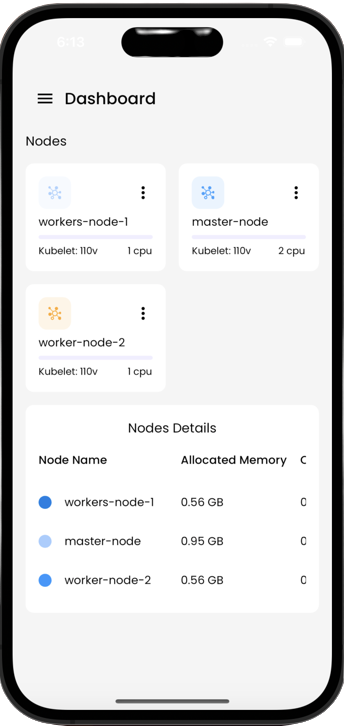 6:13
Dashboard
Nodes
workers-node-1
Kubelet: 110v 1 cpu
master-node
Kubelet: 110v 2 cpu
worker-node-2
Kubelet: 110v 1 cpu
Nodes Details
Node Name Allocated Memory
workers-node-1 0.56 GB 0
master-node 0.95 GB 0
worker-node-2 0.56 GB 0